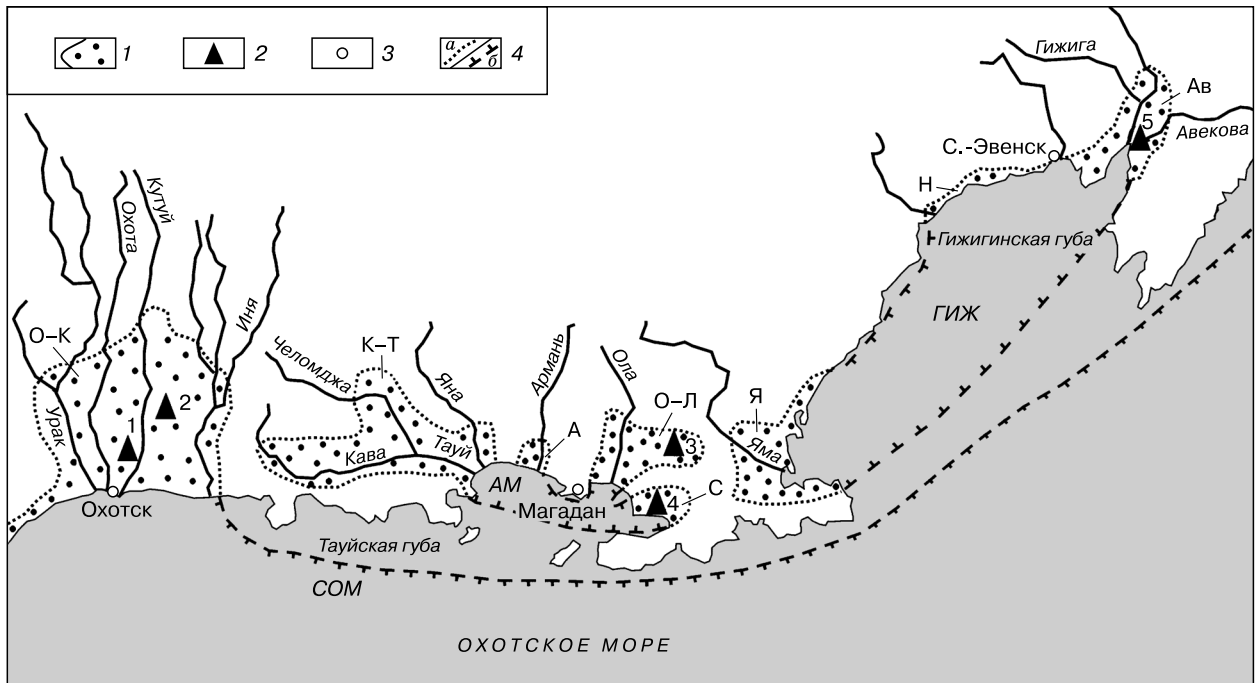 1
2
3
а
б
4
Гижига
Ав
5
Авекова
С.-Эвенск
Н
Гижигинская губа
ГИЖ
Кутуй
Охота
Иня
О–К
2
1
Урак
Охотск
Челомджа
К–Т
Яна
Армань
Ола
О–Л
Я
3
А
Тауй
Кава
Яма
АМ
Магадан
4
С
Тауйская губа
СОМ
ОХОТСКОЕ МОРЕ